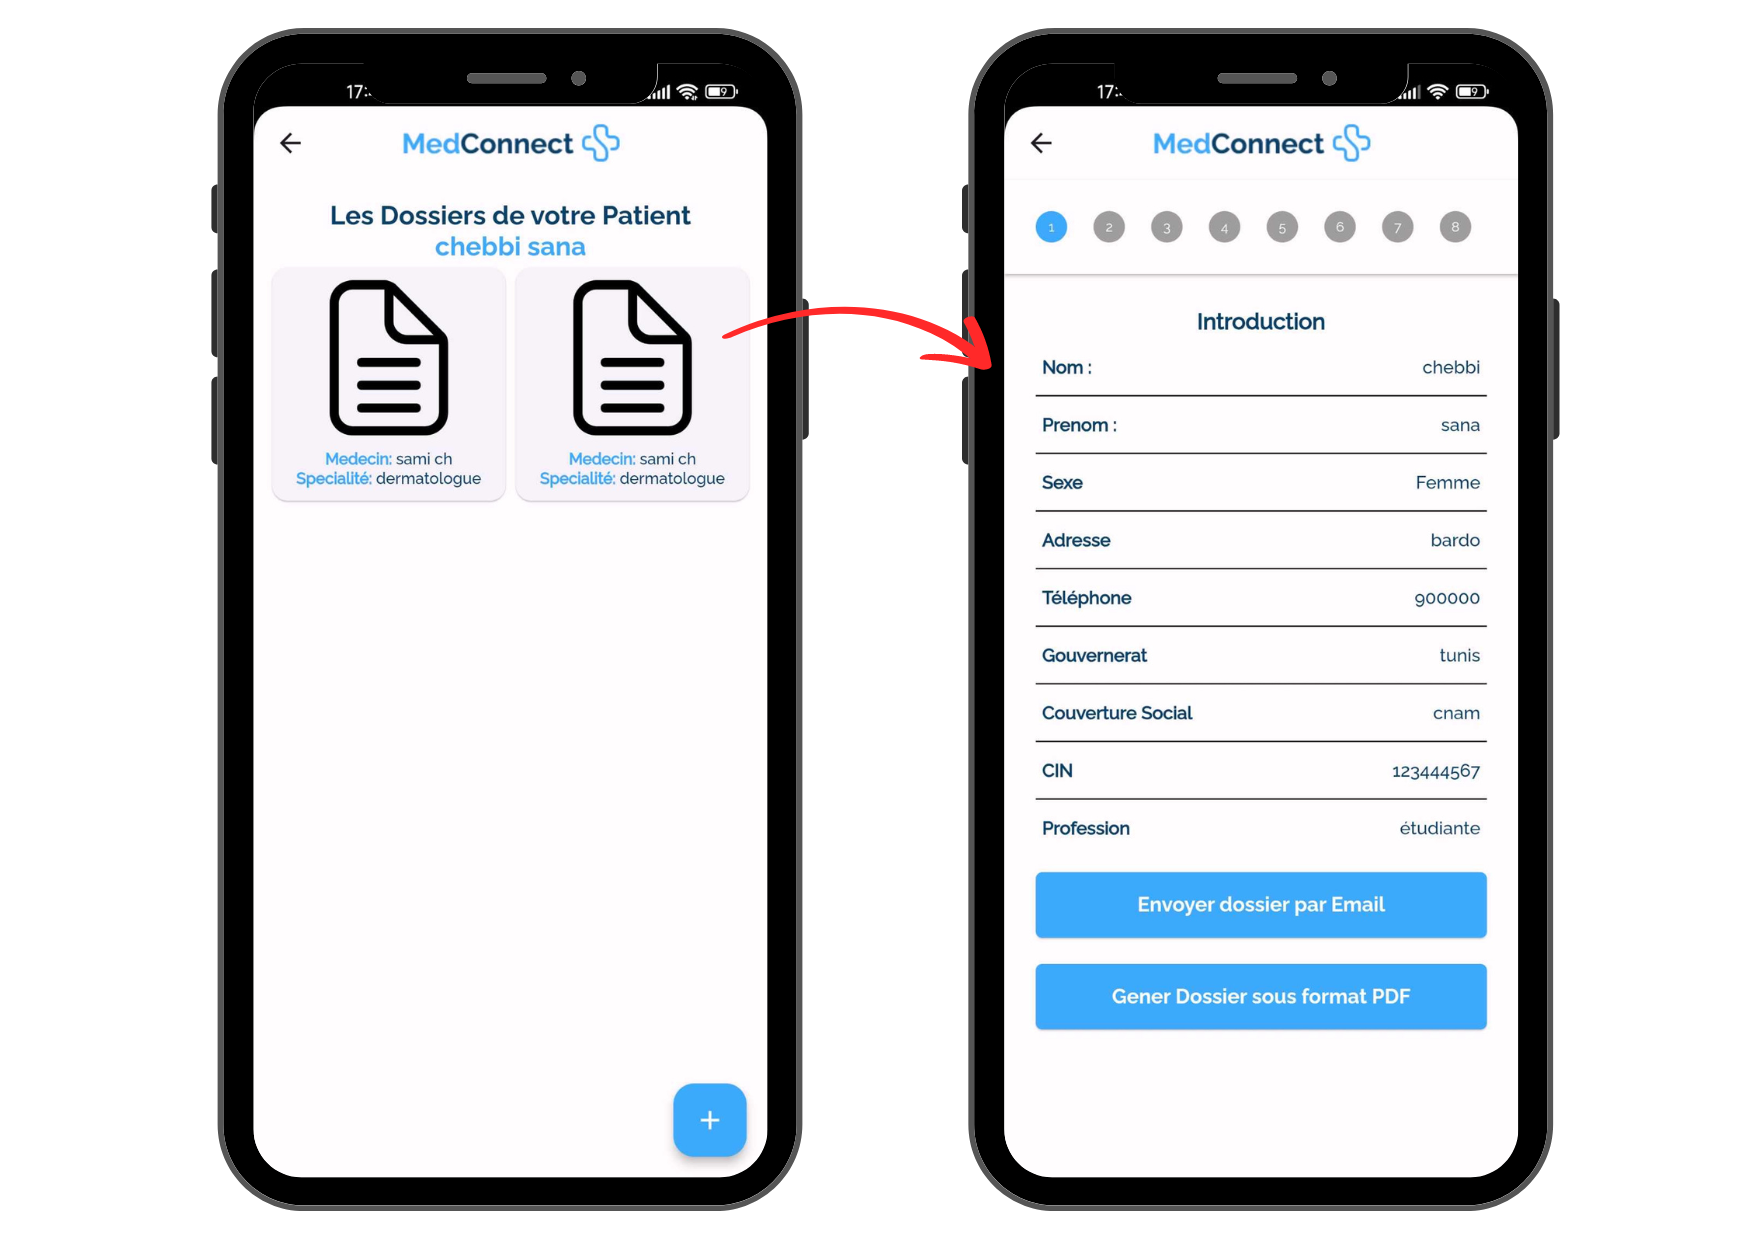 17:
9
MedConnect
Les Dossiers de votre Patient
chebbi sana
Medecin: sami ch
Specialité: dermatologue
Medecin: sami ch
Specialité: dermatologue
+
17:
9
MedConnect
1 2 3 4 5 6 7 8
Introduction
Nom : chebbi
Prenom : sana
Sexe Femme
Adresse bardo
Téléphone 900000
Gouvernerat tunis
Couverture Social cnam
CIN 123444567
Profession étudiante
Envoyer dossier par Email
Gener Dossier sous format PDF